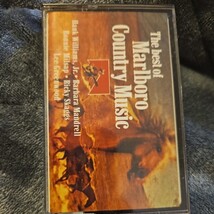 The best of
Marlboro
Country Music
Hank Williams, Jr. • Barbara Mandrell
Ronnie Milsap • Ricky Skaggs